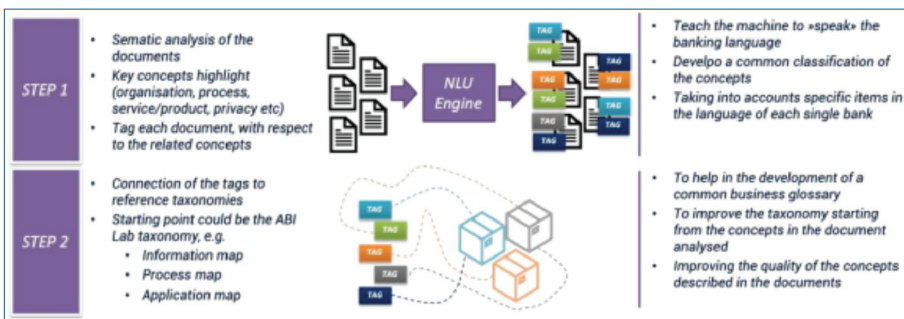 STEP 1
• Sematic analysis of the
documents
• Key concepts highlight
(organisation, process,
service/product, privacy etc)
• Tag each document, with respect
to the related concepts
NLU
Engine
TAG
TAG
TAG
TAG
TAG
TAG
TAG
TAG
TAG
TAG
• Teach the machine to »speak» the
banking language
• Develpo a common classification of
the concepts
• Taking into accounts specific items in
the language of each single bank
STEP 2
• Connection of the tags to
reference taxonomies
• Starting point could be the ABI
Lab taxonomy, e.g.
• Information map
• Process map
• Application map
TAG
TAG
TAG
TAG
TAG
• To help in the development of a
common business glossary
• To improve the taxonomy starting
from the concepts in the document
analysed
• Improving the quality of the concepts
described in the documents